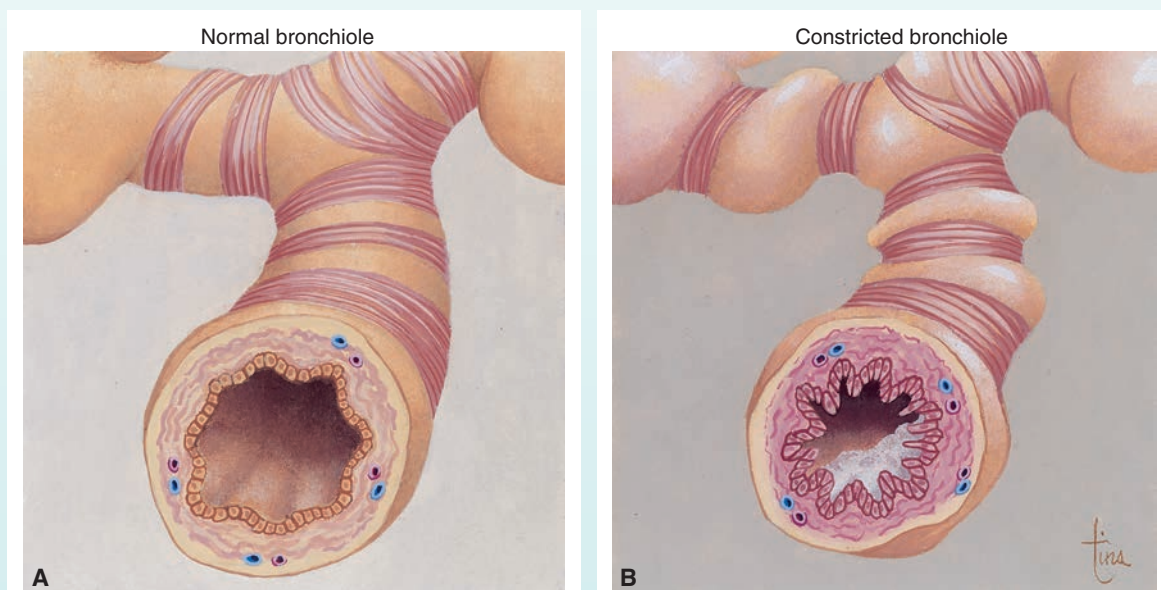 Normal bronchiole
Constricted bronchiole
A
B
tina